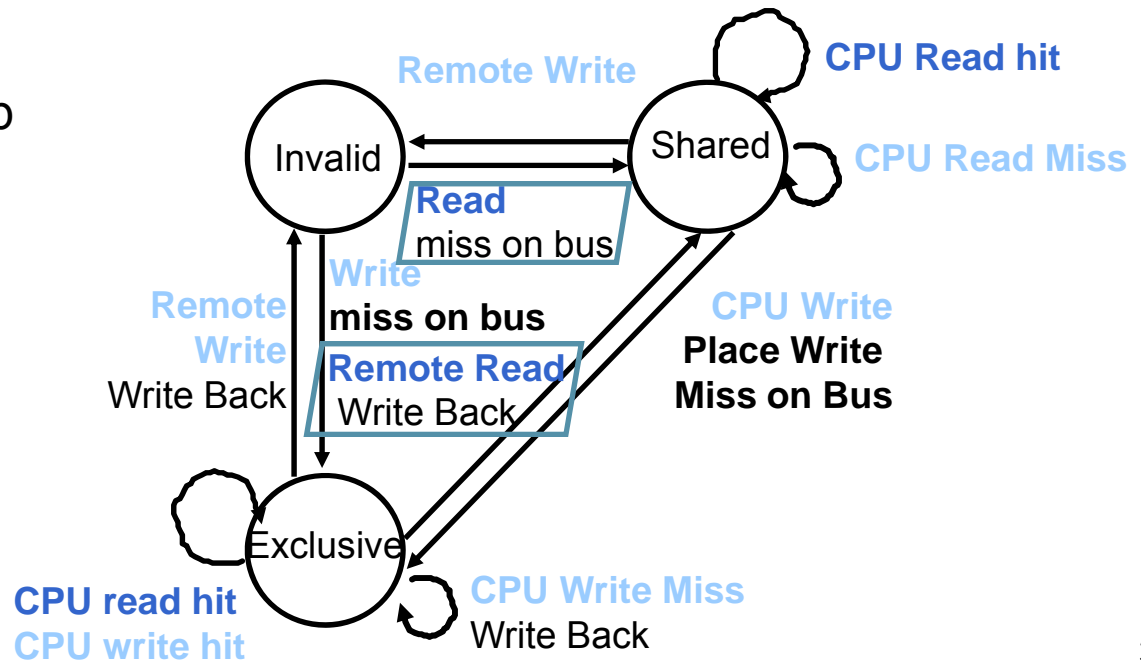 Remote Write
CPU Read hit
Invalid
Shared
CPU Read Miss
Read
miss on bus
Write
miss on bus
Remote
Write
Write Back
Remote Read
Write Back
CPU Write
Place Write
Miss on Bus
Exclusive
CPU read hit
CPU write hit
CPU Write Miss
Write Back